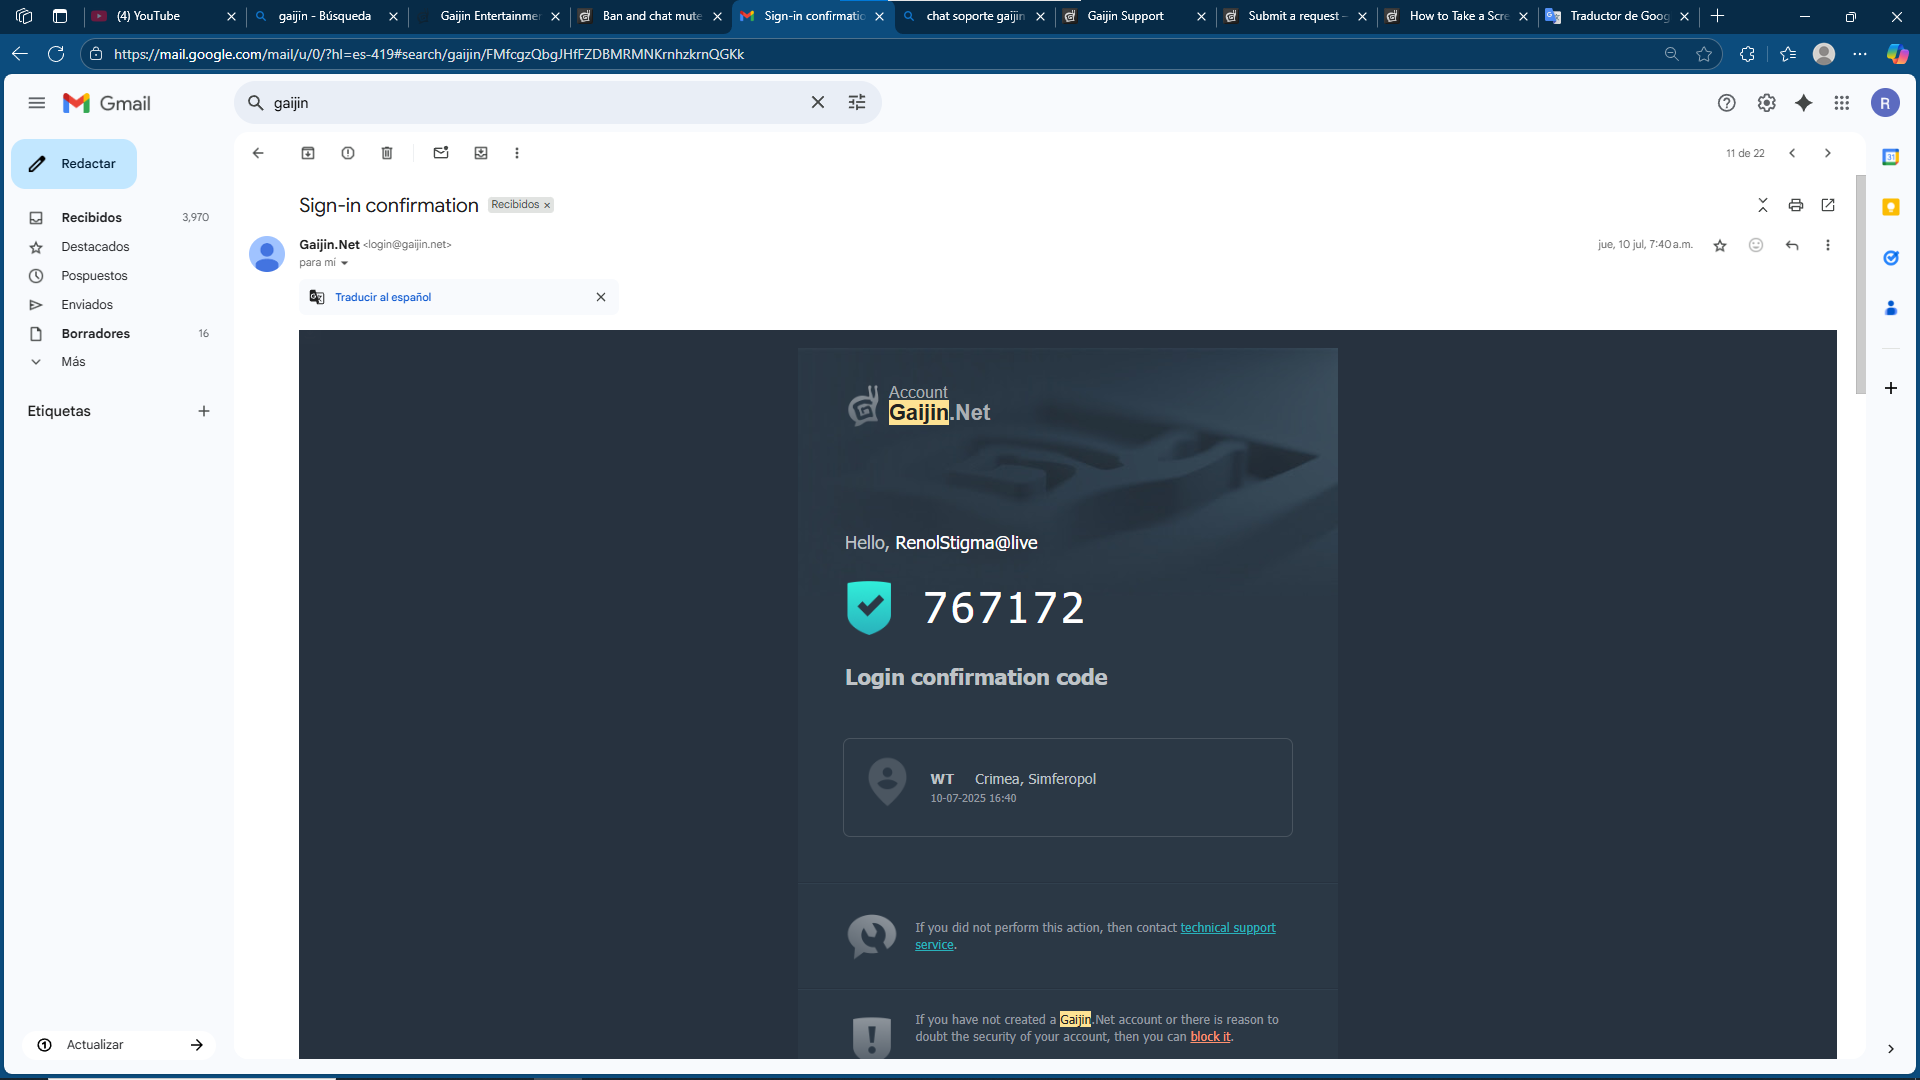 (4) YouTube
gaijin - Búsqueda
Gaijin Entertainmen
Ban and chat mute
Sign-in confirmatio
chat soporte gaijin
Gaijin Support
Submit a request –
How to Take a Scre
Traductor de Goog
https://mail.google.com/mail/u/0/?hl=es-419#search/gaijin/FMfcgzQbgJHfFZDBMRMNKrnhzkrnQGKk
Gmail
gaijin
R
Redactar
11 de 22
31
Recibidos 3,970
Destacados
Pospuestos
Enviados
Borradores 16
Más
Etiquetas
Sign-in confirmation Recibidos x
Gaijin.Net <login@gaijin.net>
jue, 10 jul, 7:40 a.m.
para mi
Traducir al español
Account
Gaijin.Net
Hello, RenolStigma@live
767172
Login confirmation code
WT Crimea, Simferopol
10-07-2025 16:40
If you did not perform this action, then contact technical support
service.
If you have not created a Gaijin.Net account or there is reason to
doubt the security of your account, then you can block it.
Actualizar